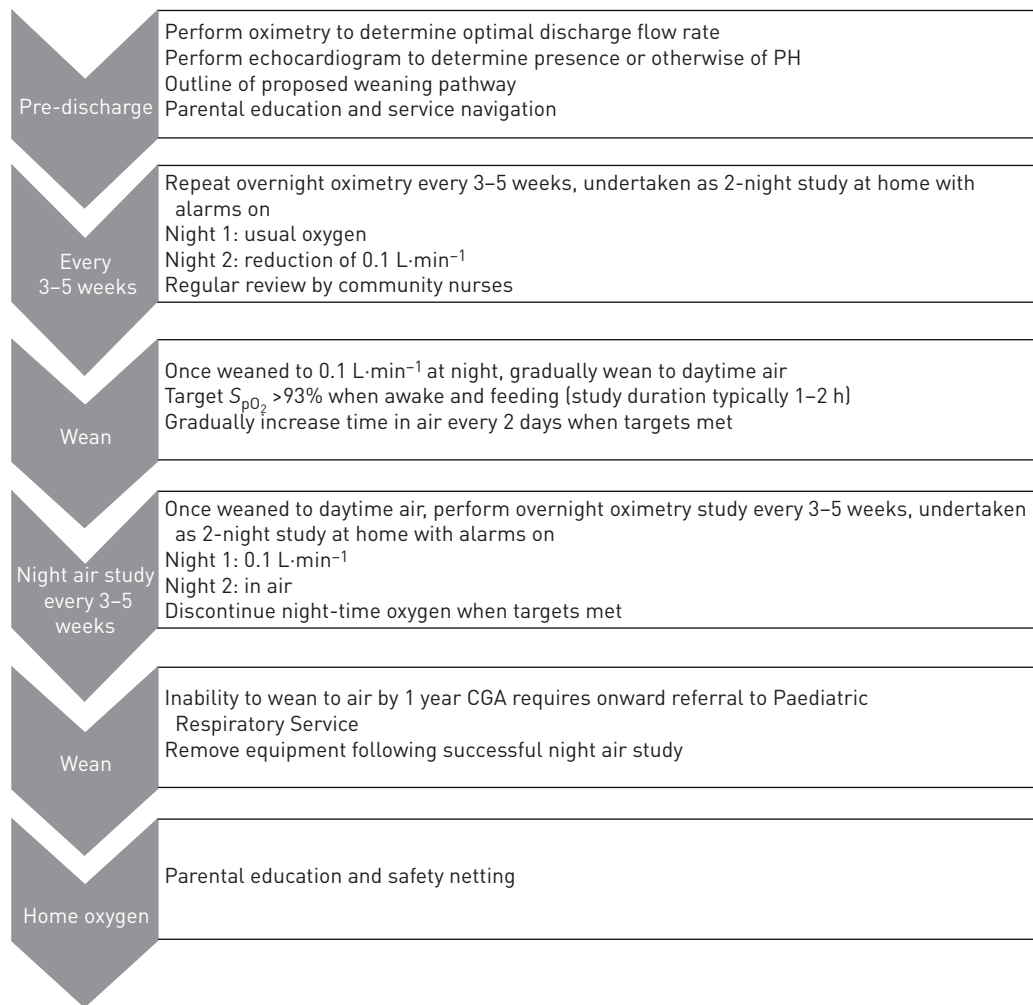 Pre-discharge
Perform oximetry to determine optimal discharge flow rate
Perform echocardiogram to determine presence or otherwise of PH
Outline of proposed weaning pathway
Parental education and service navigation
Every
3–5 weeks
Repeat overnight oximetry every 3–5 weeks, undertaken as 2-night study at home with
alarms on
Night 1: usual oxygen
Night 2: reduction of 0.1 L·min⁻¹
Regular review by community nurses
Wean
Once weaned to 0.1 L·min⁻¹ at night, gradually wean to daytime air
Target SpO₂ >93% when awake and feeding (study duration typically 1–2 h)
Gradually increase time in air every 2 days when targets met
Night air study
every 3–5
weeks
Once weaned to daytime air, perform overnight oximetry study every 3–5 weeks, undertaken
as 2-night study at home with alarms on
Night 1: 0.1 L·min⁻¹
Night 2: in air
Discontinue night-time oxygen when targets met
Wean
Inability to wean to air by 1 year CGA requires onward referral to Paediatric
Respiratory Service
Remove equipment following successful night air study
Home oxygen
Parental education and safety netting